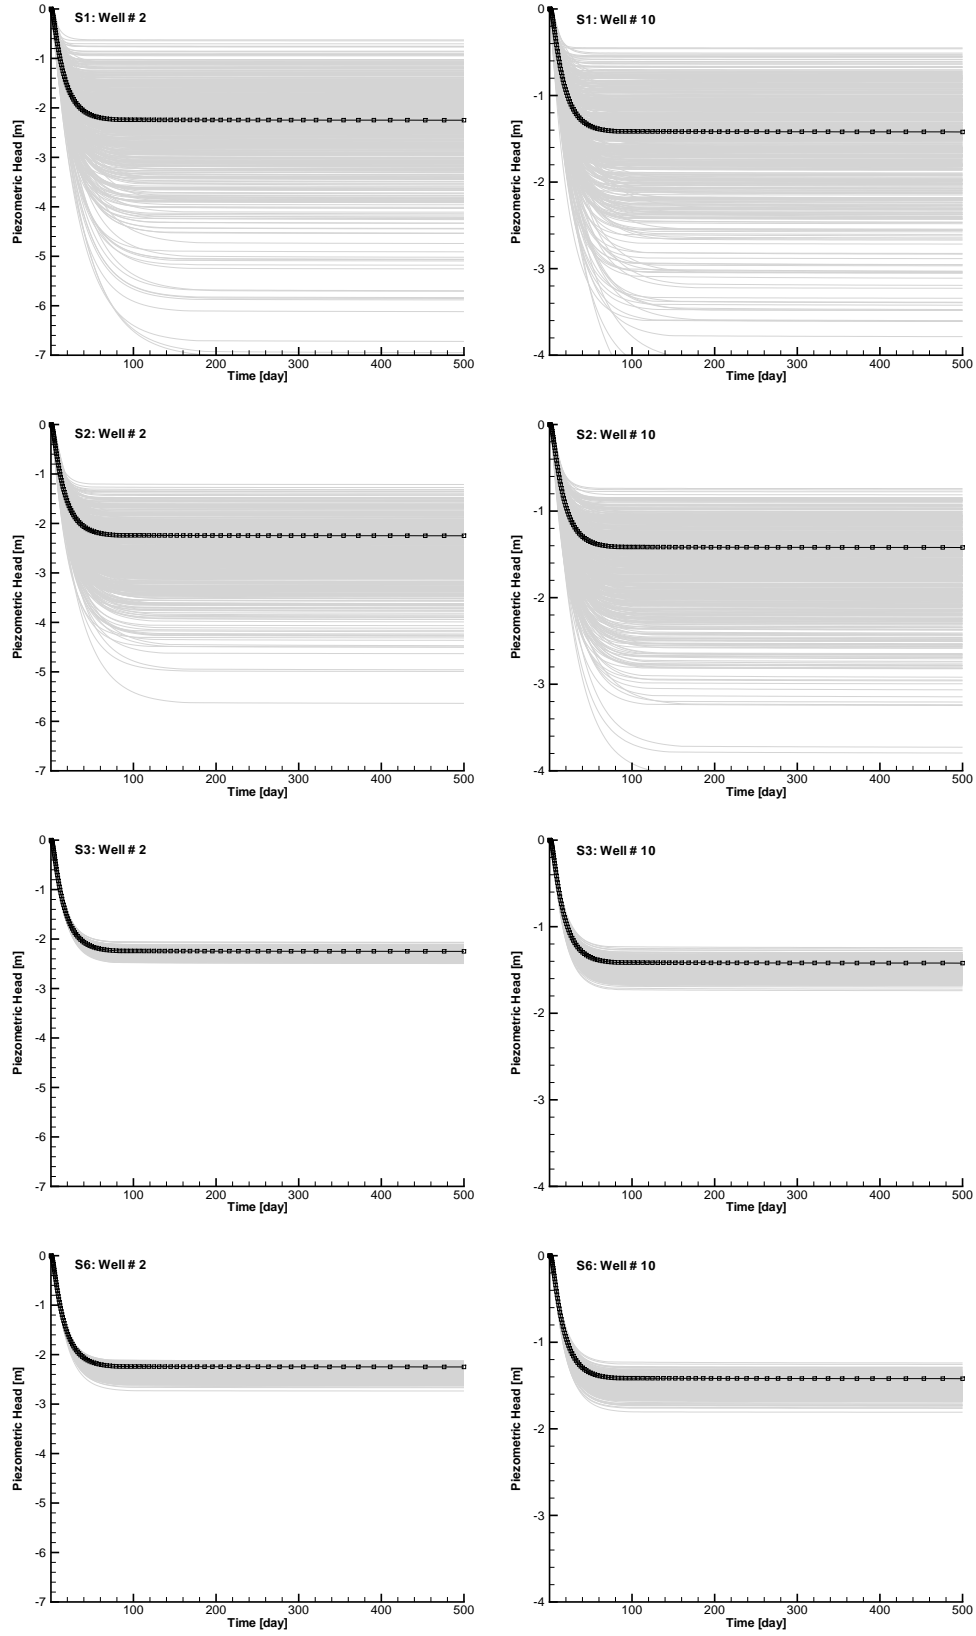 S1: Well # 2
0
-1
-2
-3
-4
-5
-6
-7
Piezometric Head [m]
100 200 300 400 500
Time [day]
S1: Well # 10
0
-1
-2
-3
-4
Piezometric Head [m]
100 200 300 400 500
Time [day]
S2: Well # 2
0
-1
-2
-3
-4
-5
-6
-7
Piezometric Head [m]
100 200 300 400 500
Time [day]
S2: Well # 10
0
-1
-2
-3
-4
Piezometric Head [m]
100 200 300 400 500
Time [day]
S3: Well # 2
0
-1
-2
-3
-4
-5
-6
-7
Piezometric Head [m]
100 200 300 400 500
Time [day]
S3: Well # 10
0
-1
-2
-3
-4
Piezometric Head [m]
100 200 300 400 500
Time [day]
S6: Well # 2
0
-1
-2
-3
-4
-5
-6
-7
Piezometric Head [m]
100 200 300 400 500
Time [day]
S6: Well # 10
0
-1
-2
-3
-4
Piezometric Head [m]
100 200 300 400 500
Time [day]